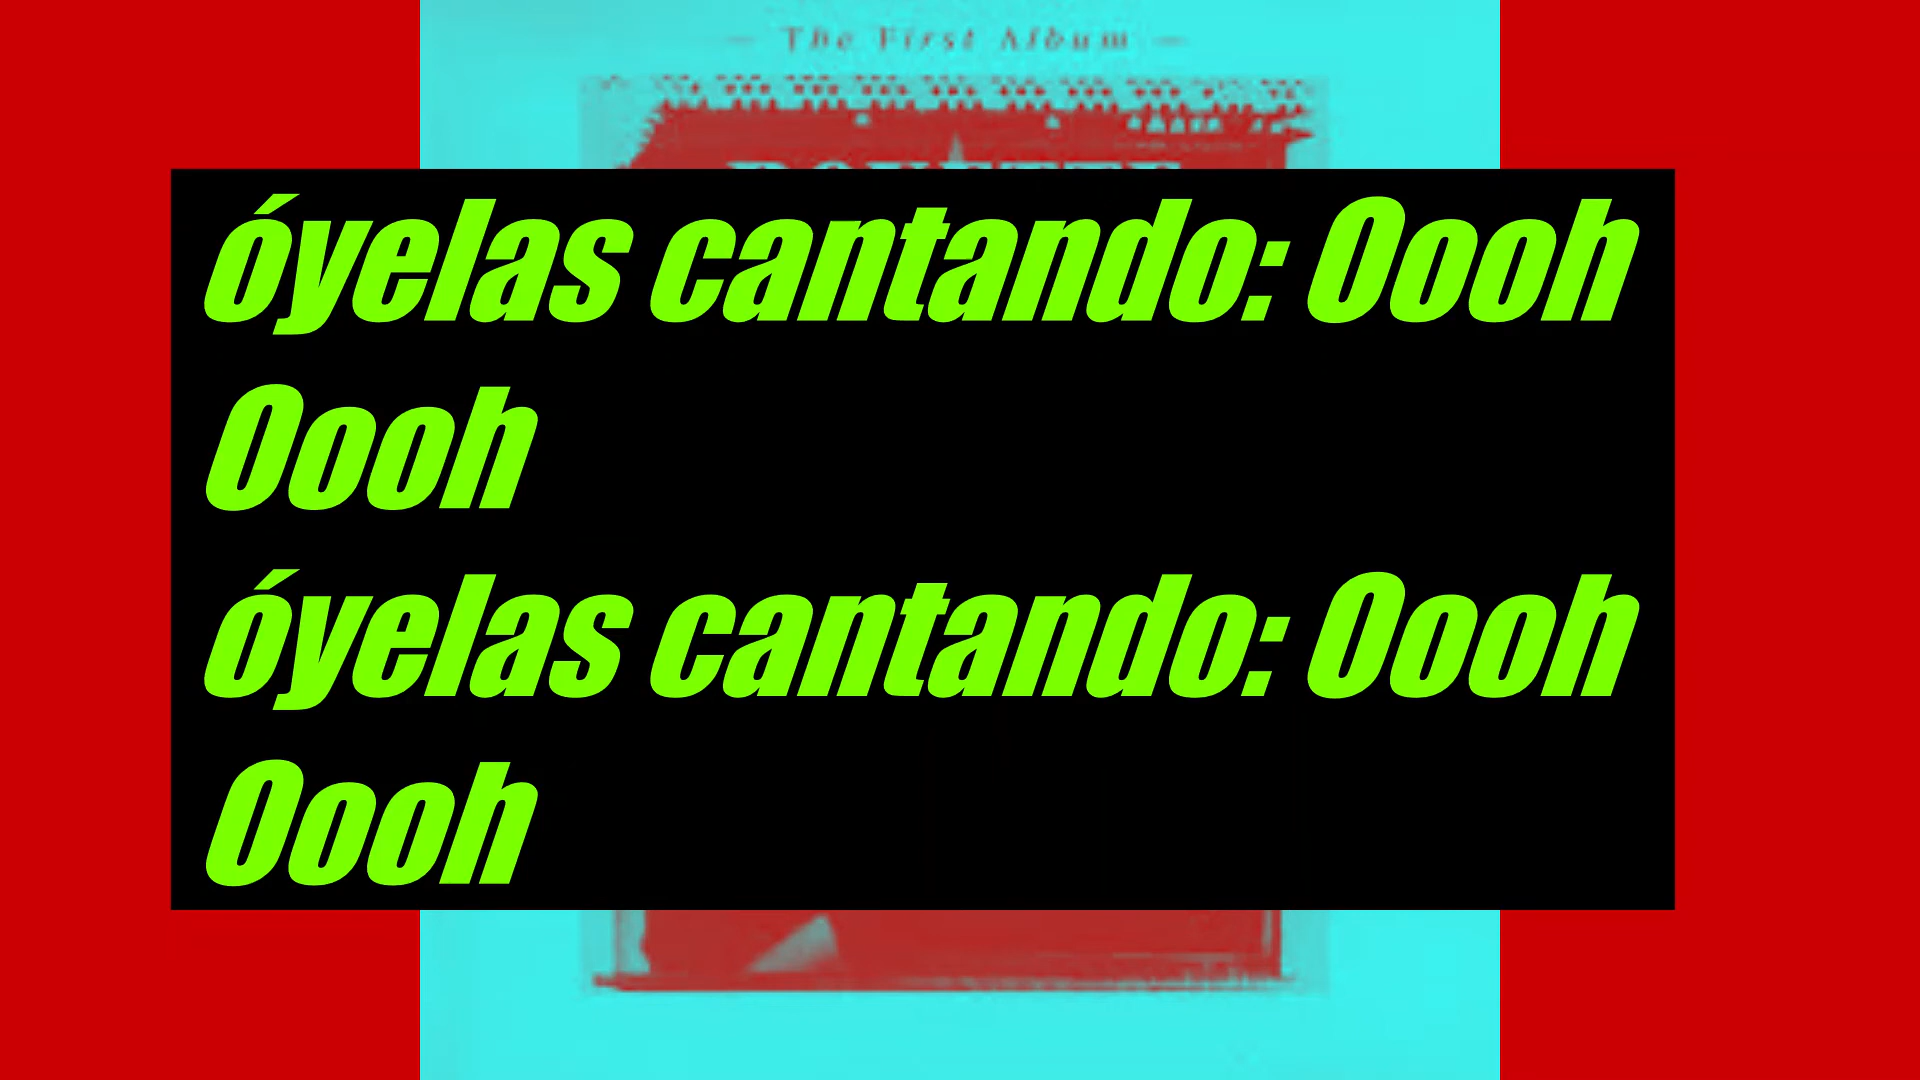 — The First Album —
óyelas cantando: Oooh
Oooh
óyelas cantando: Oooh
Oooh